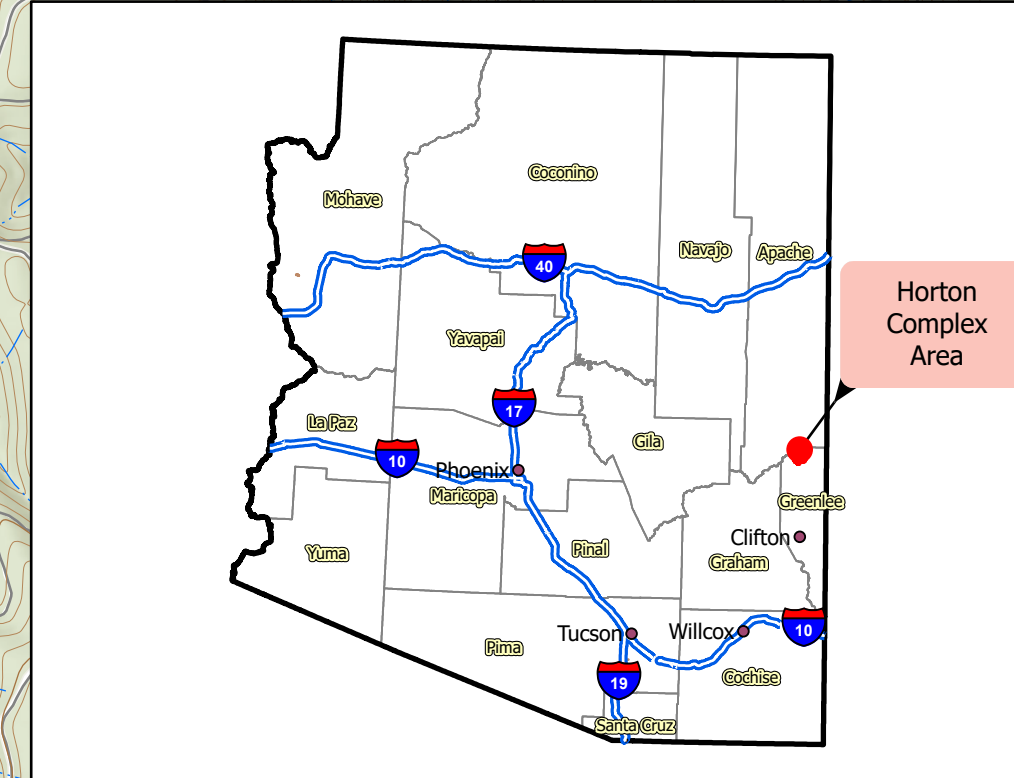 Coconino
Mohave
Navajo
Apache
40
Horton
Complex
Area
Yavapai
17
La Paz
Gila
10
Phoenix
Maricopa
Greenlee
Clifton
Yuma
Pinal
Graham
Tucson
Willcox
10
Pima
19
Cochise
Santa Cruz